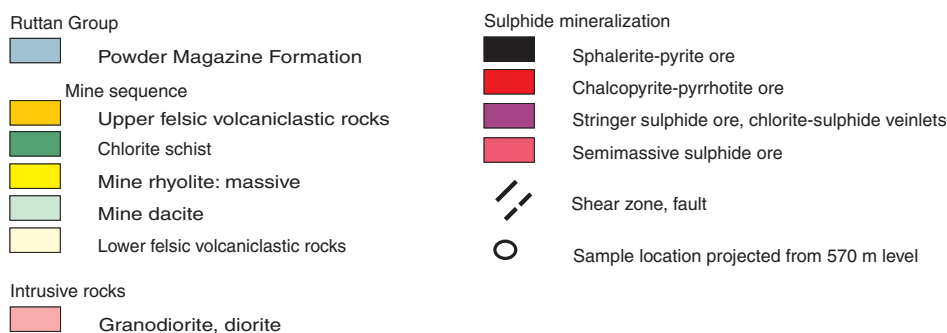 Ruttan Group
Powder Magazine Formation
Mine sequence
Upper felsic volcaniclastic rocks
Chlorite schist
Mine rhyolite: massive
Mine dacite
Lower felsic volcaniclastic rocks
Intrusive rocks
Granodiorite, diorite
Sulphide mineralization
Sphalerite-pyrite ore
Chalcopyrite-pyrrhotite ore
Stringer sulphide ore, chlorite-sulphide veinlets
Semimassive sulphide ore
Shear zone, fault
Sample location projected from 570 m level